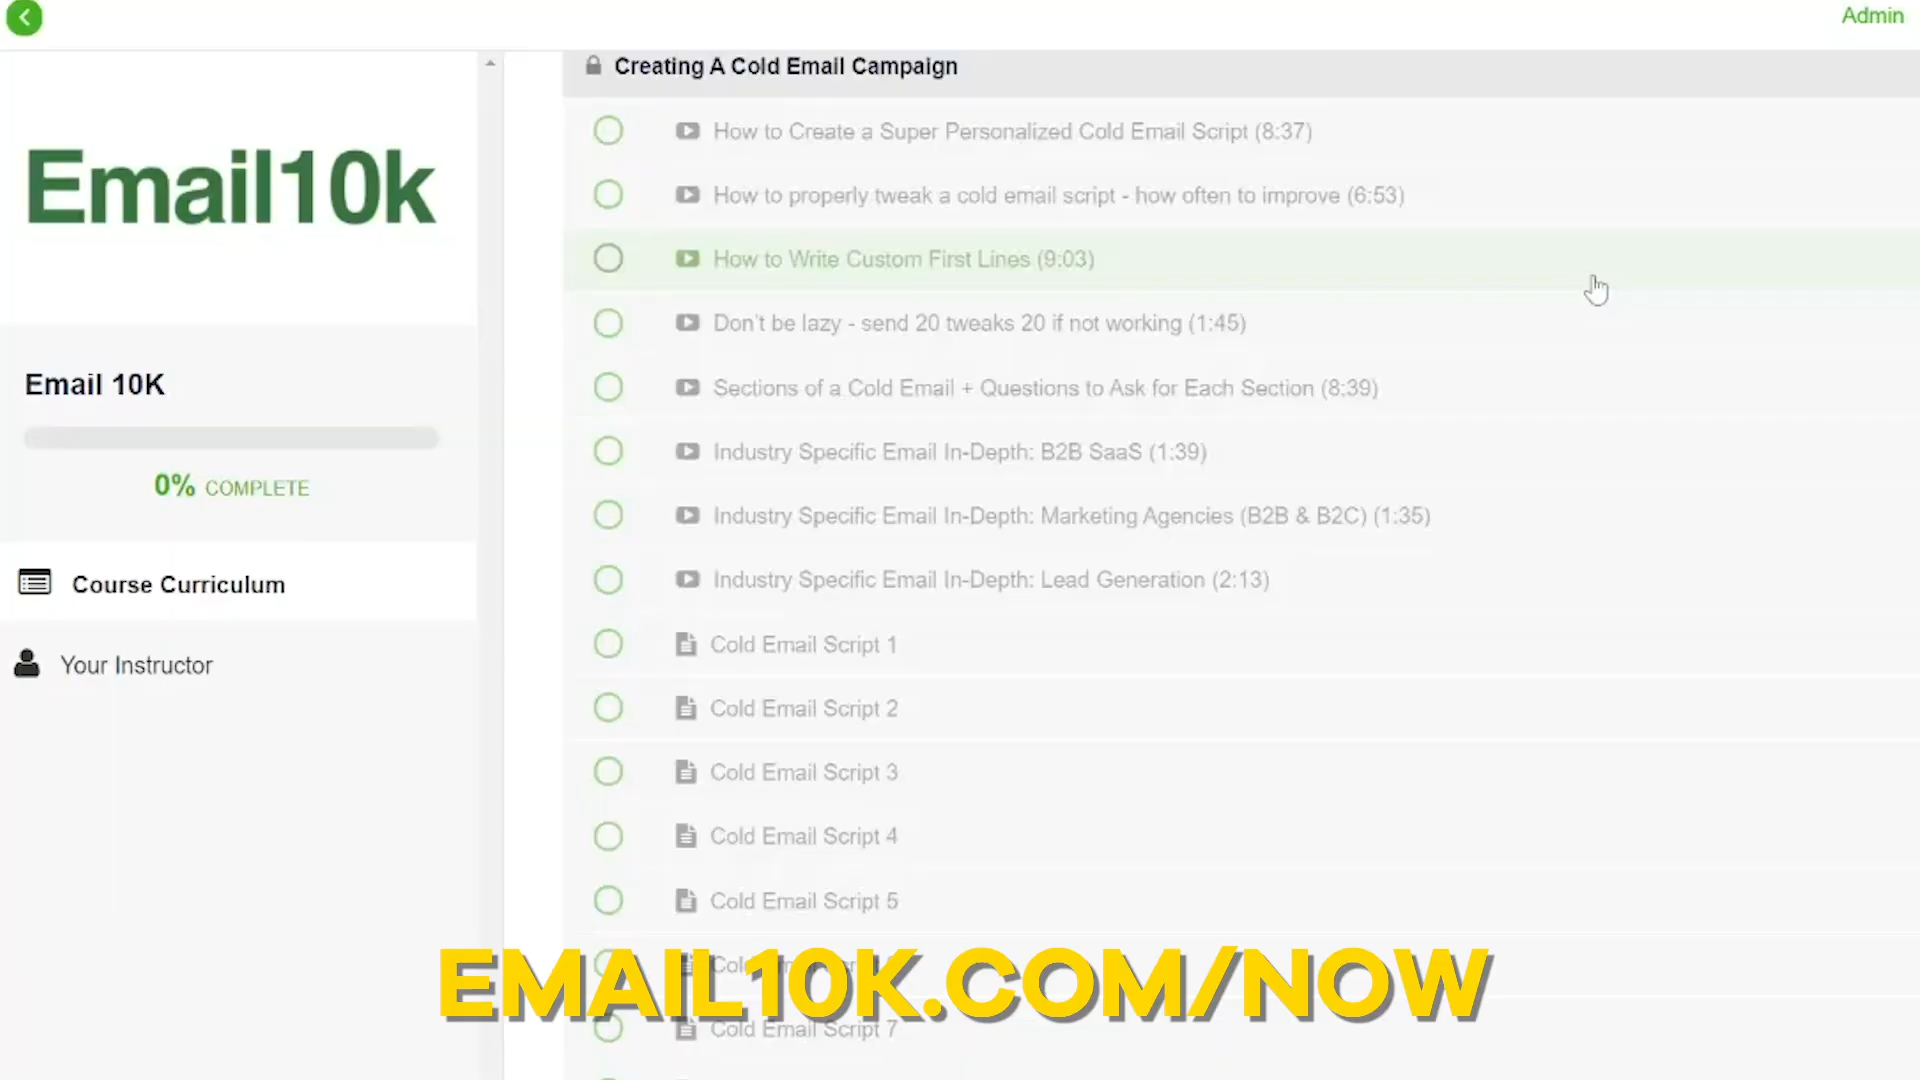 Admin
Creating A Cold Email Campaign
Email10k
Email 10K
0% COMPLETE
Course Curriculum
Your Instructor
How to Create a Super Personalized Cold Email Script (8:37)
How to properly tweak a cold email script - how often to improve (6:53)
How to Write Custom First Lines (9:03)
Don't be lazy - send 20 tweaks 20 if not working (1:45)
Sections of a Cold Email + Questions to Ask for Each Section (8:39)
Industry Specific Email In-Depth: B2B SaaS (1:39)
Industry Specific Email In-Depth: Marketing Agencies (B2B & B2C) (1:35)
Industry Specific Email In-Depth: Lead Generation (2:13)
Cold Email Script 1
Cold Email Script 2
Cold Email Script 3
Cold Email Script 4
Cold Email Script 5
EMAIL10K.COM/NOW
Cold Email Script 7